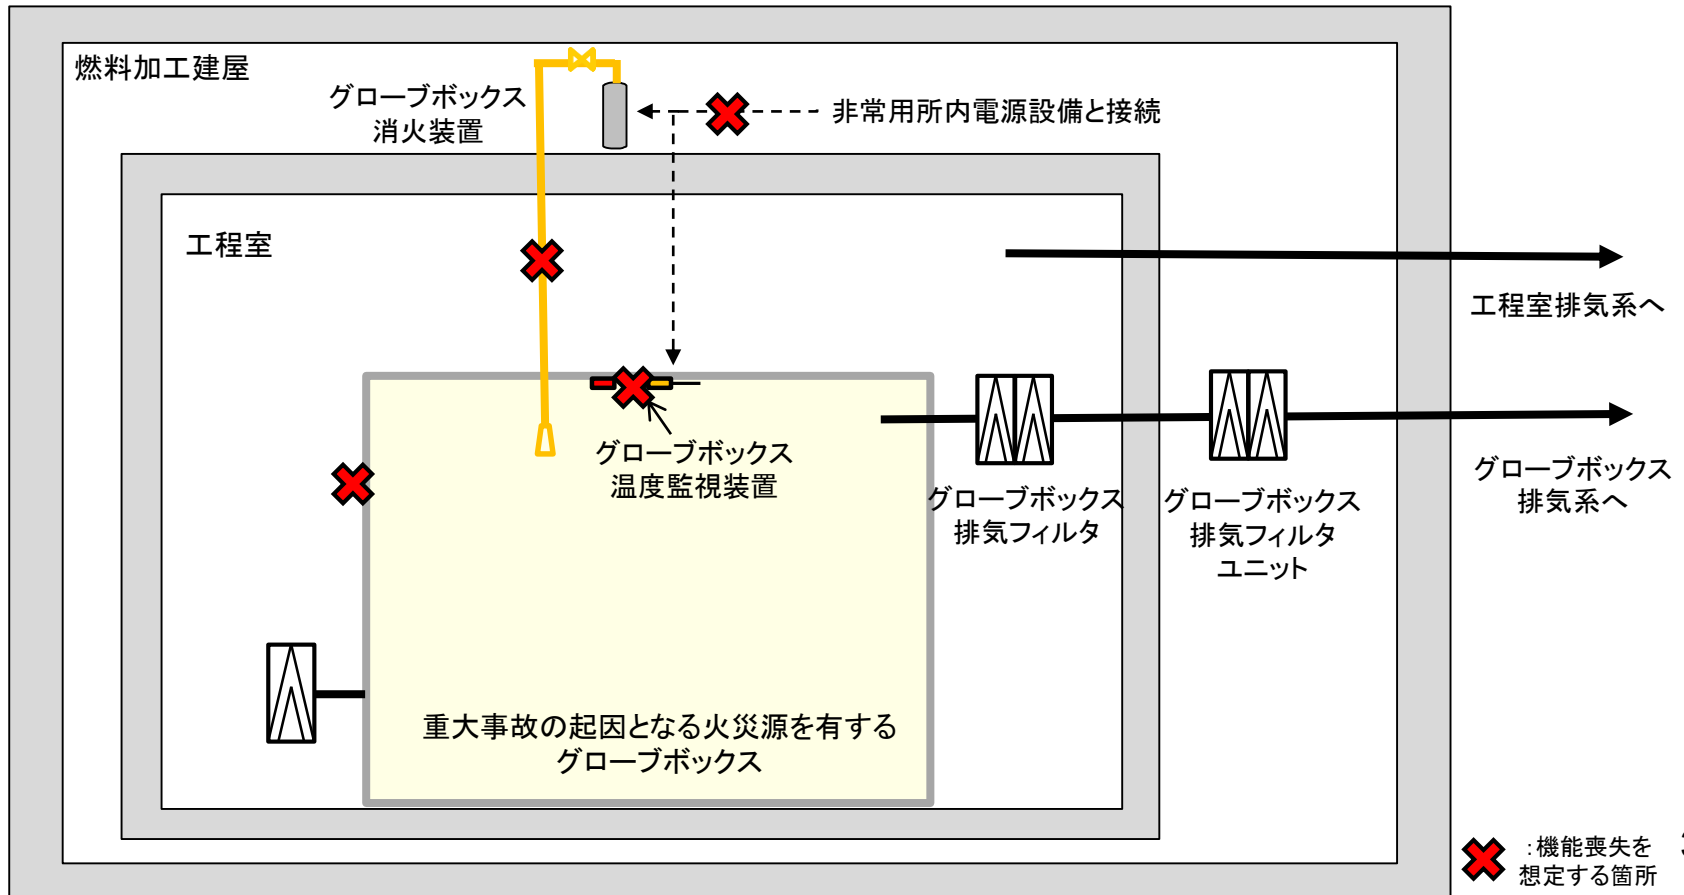 燃料加工建屋
グローブボックス
消火装置
非常用所内電源設備と接続
工程室
工程室排気系へ
グローブボックス
温度監視装置
グローブボックス
排気フィルタ
グローブボックス
排気フィルタ
ユニット
グローブボックス
排気系へ
重大事故の起因となる火災源を有する
グローブボックス
:機能喪失を
想定する箇所